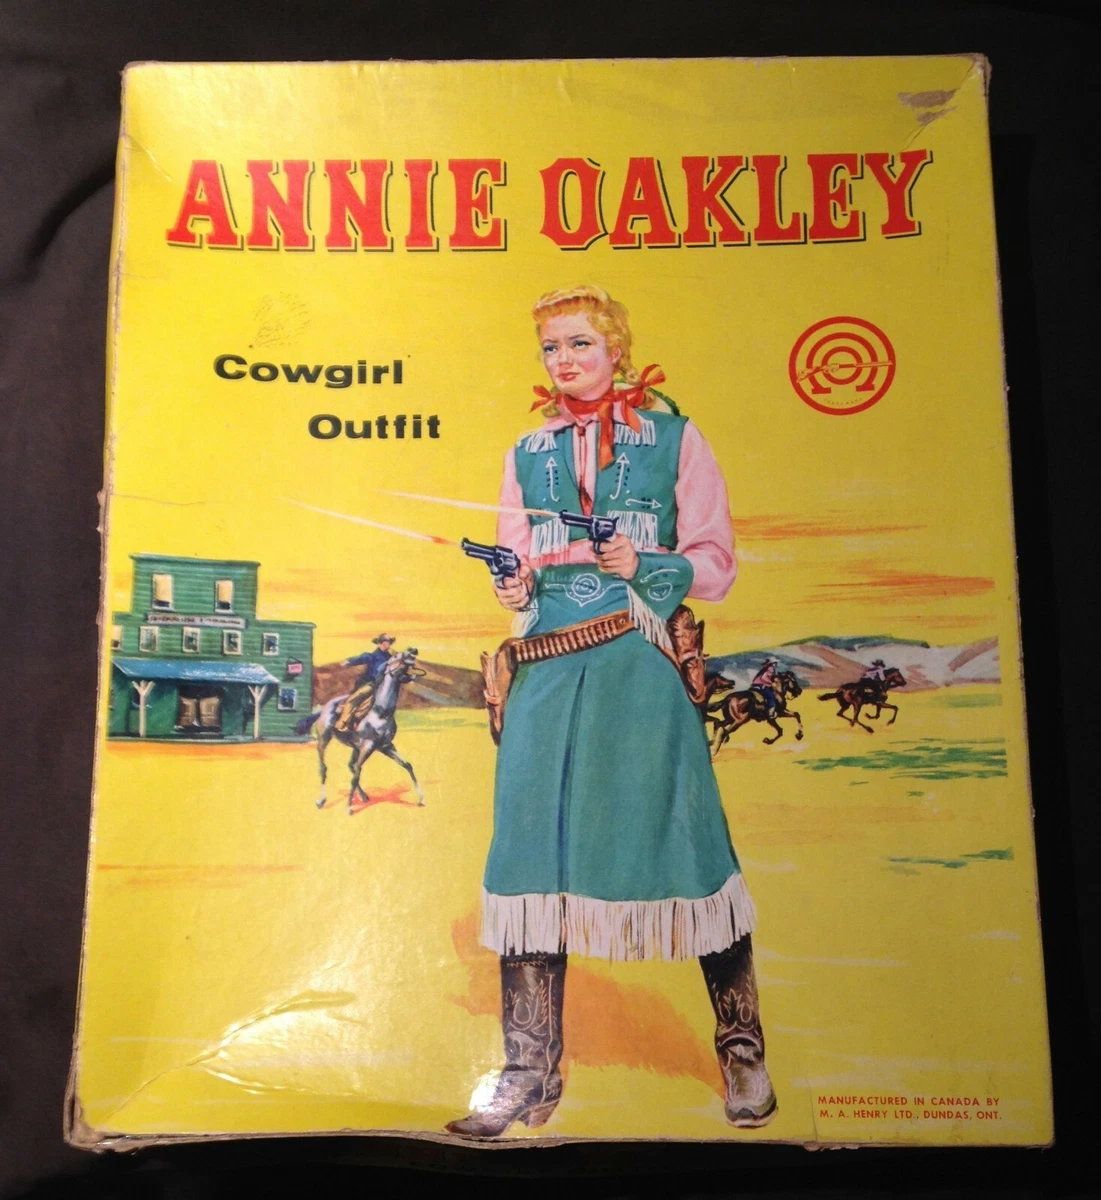 ANNIE OAKLEY
Cowgirl
Outfit
MANUFACTURED IN CANADA BY
M. A. HENRY LTD., DUNDAS, ONT.